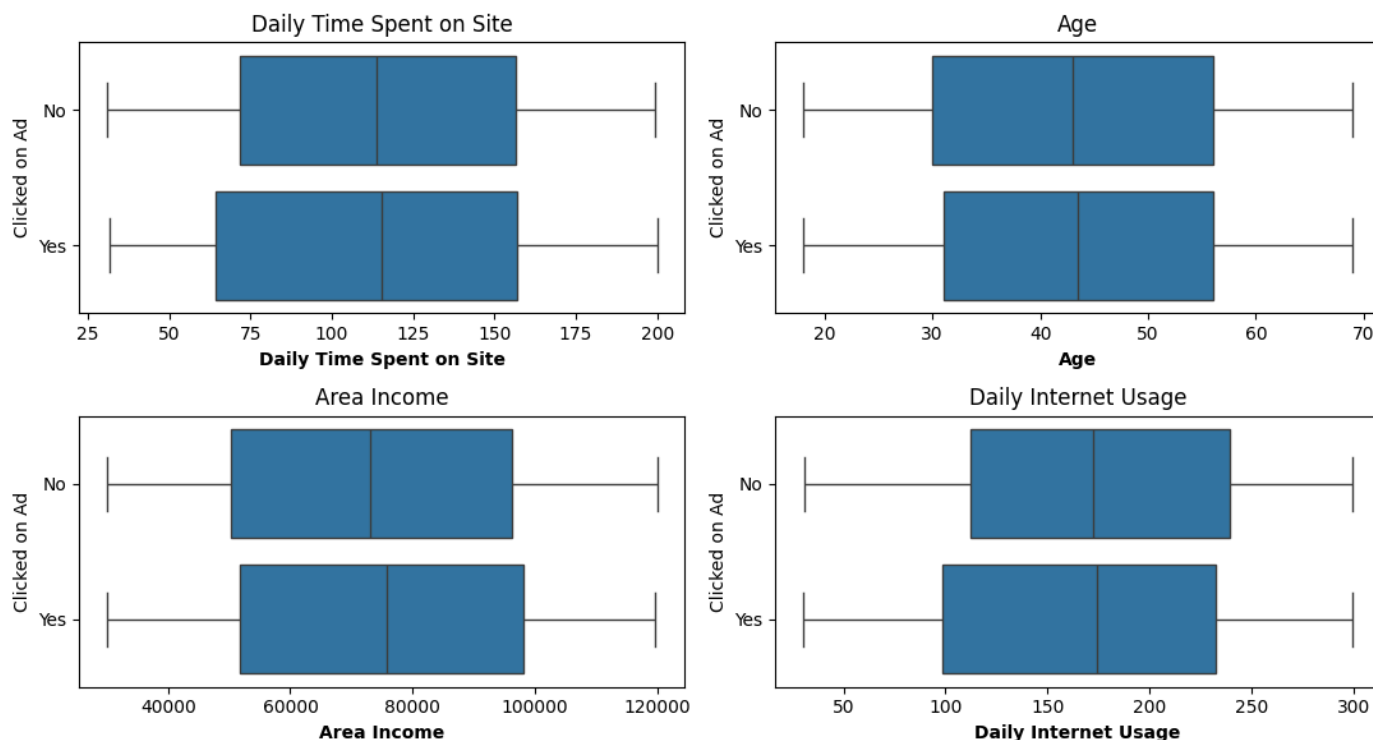 Daily Time Spent on Site
Clicked on Ad
No
Yes
25 50 75 100 125 150 175 200
Daily Time Spent on Site
Age
Clicked on Ad
No
Yes
20 30 40 50 60 70
Age
Area Income
Clicked on Ad
No
Yes
40000 60000 80000 100000 120000
Area Income
Daily Internet Usage
Clicked on Ad
No
Yes
50 100 150 200 250 300
Daily Internet Usage